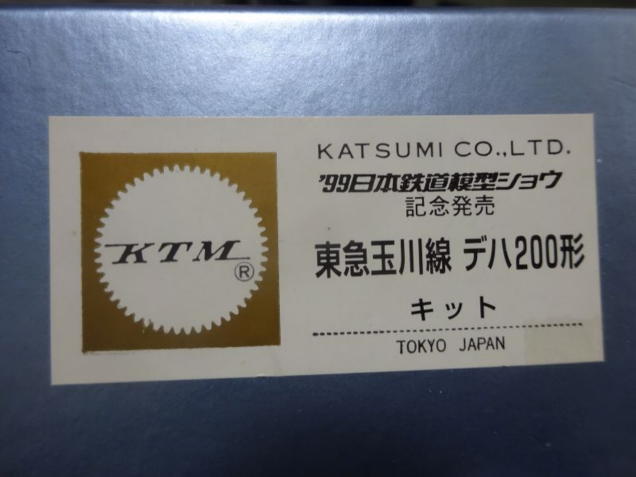 KTM
®
KATSUMI CO.,LTD.
'99日本鉄道模型ショウ
記念発売
東急玉川線 デハ200形
キット
TOKYO JAPAN